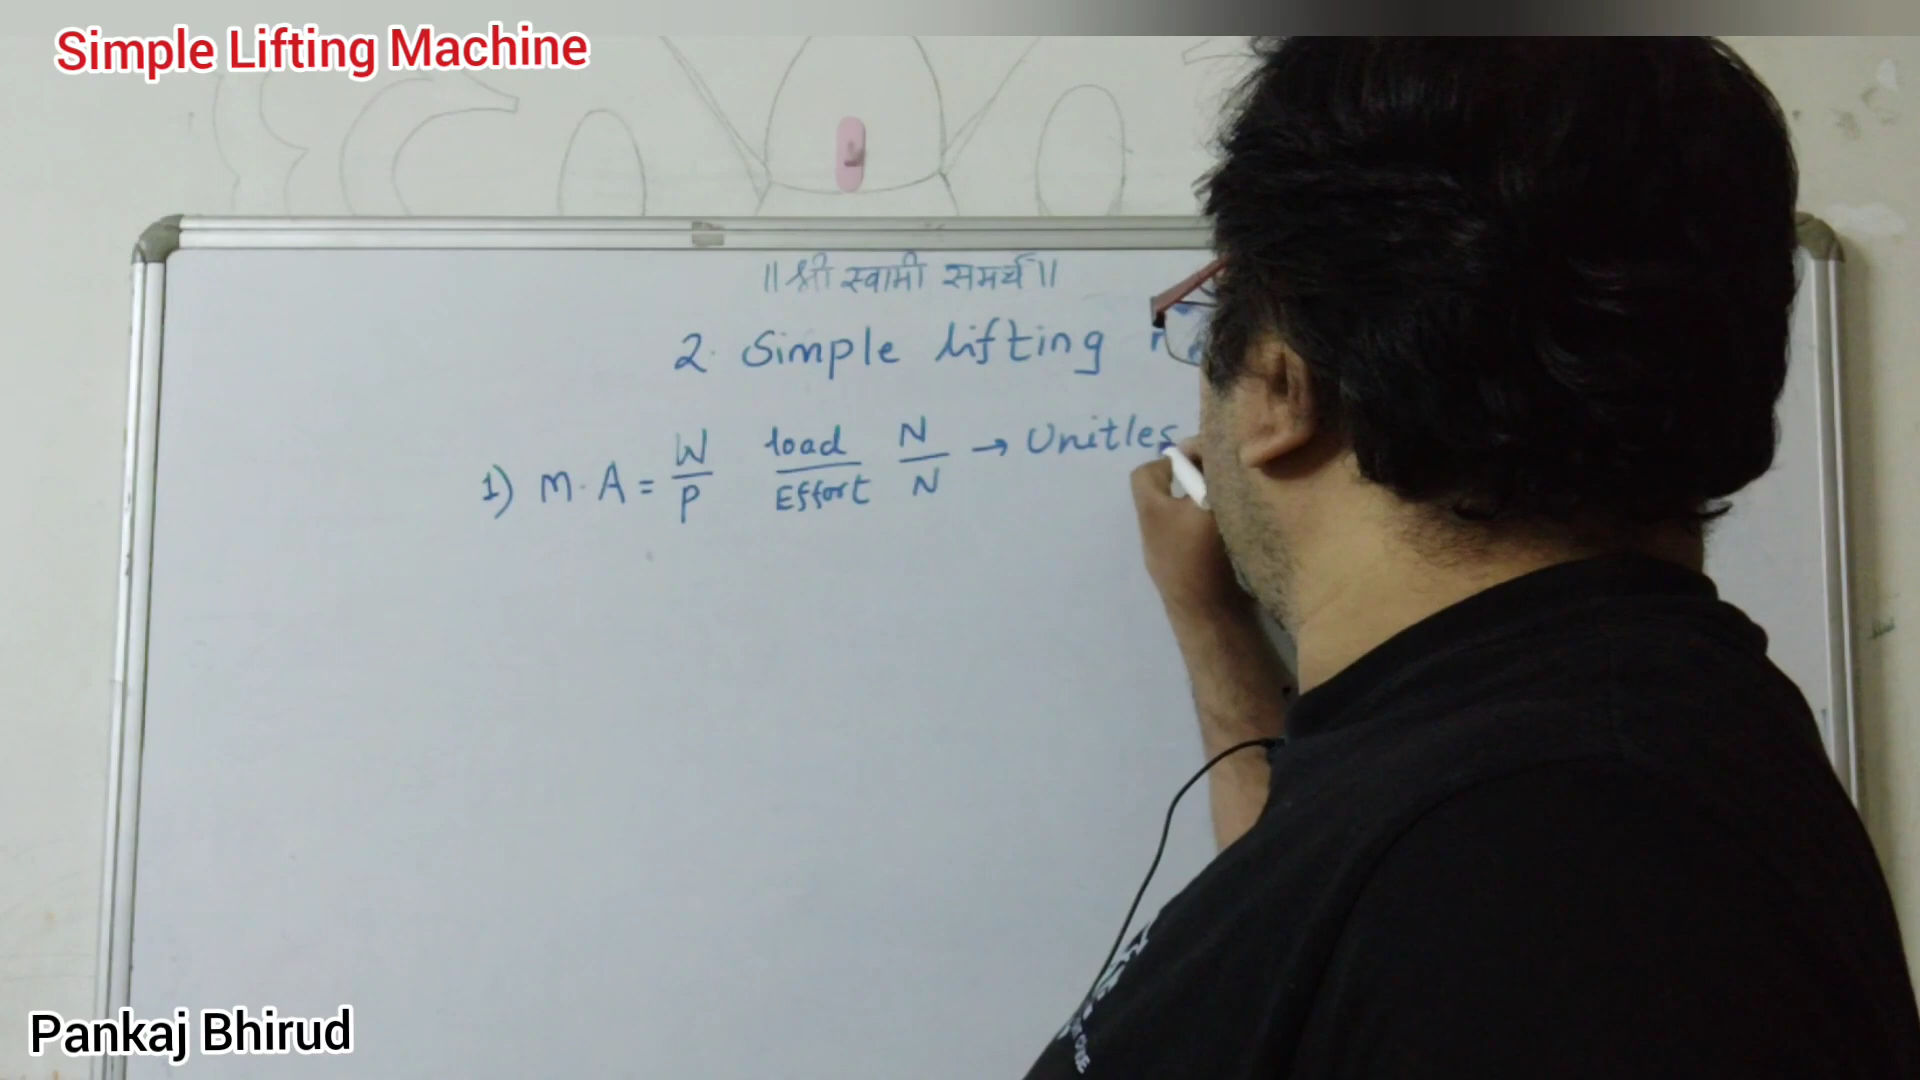 Simple Lifting Machine
॥ श्री स्वामी समर्थ ॥
2. Simple Lifting
1) M.A = W/P load/Effort N/N → Unitles
Pankaj Bhirud